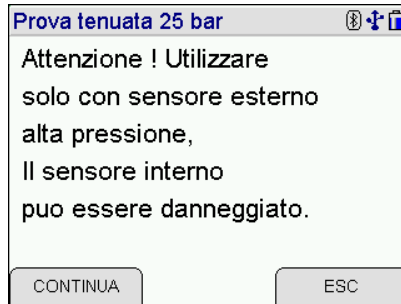 Prova tenuata 25 bar
Attenzione ! Utilizzare
solo con sensore esterno
alta pressione,
Il sensore interno
puo essere danneggiato.
CONTINUA
ESC